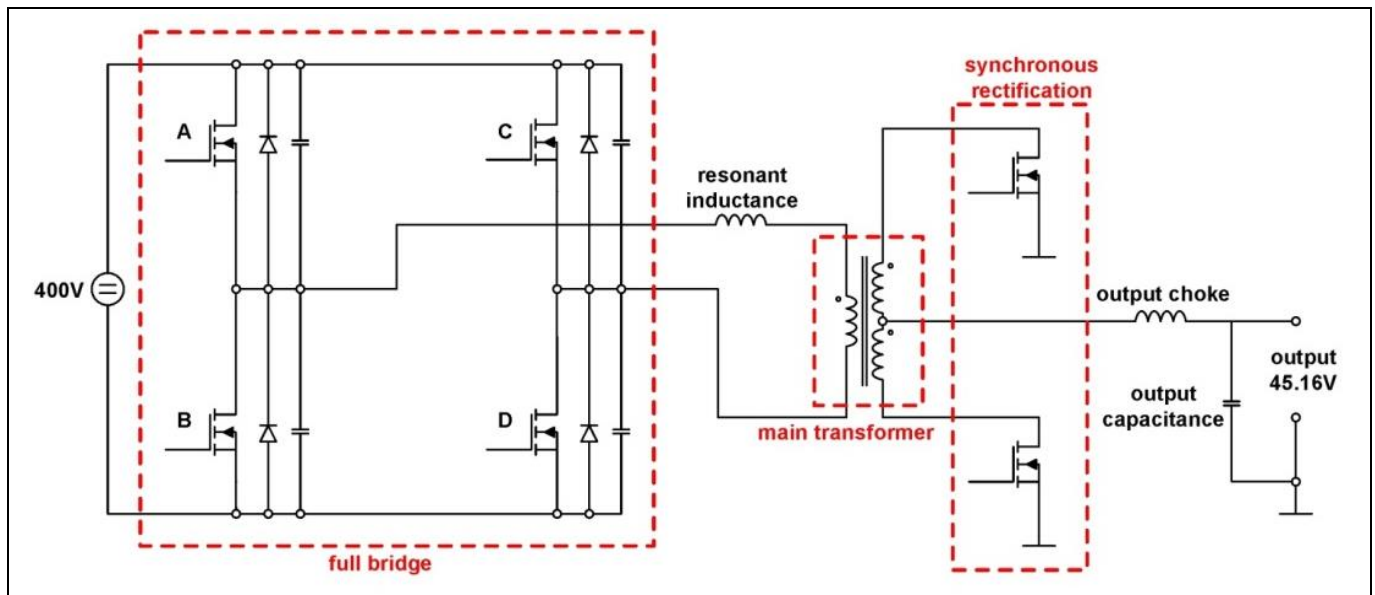 synchronous
rectification
A
C
resonant
inductance
400V
output choke
output
45.16V
B
D
output
capacitance
main transformer
full bridge